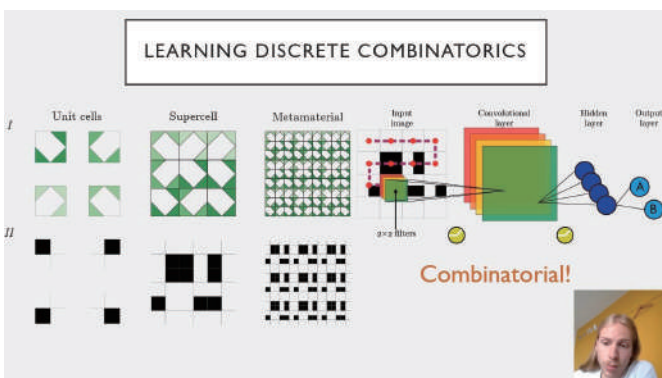 LEARNING DISCRETE COMBINATORICS
Unit cells
Supercell
Metamaterial
Input
image
Convolutional
layer
Hidden
layer
Output
layer
I
A
B
2×2 filters
II
Combinatorial!